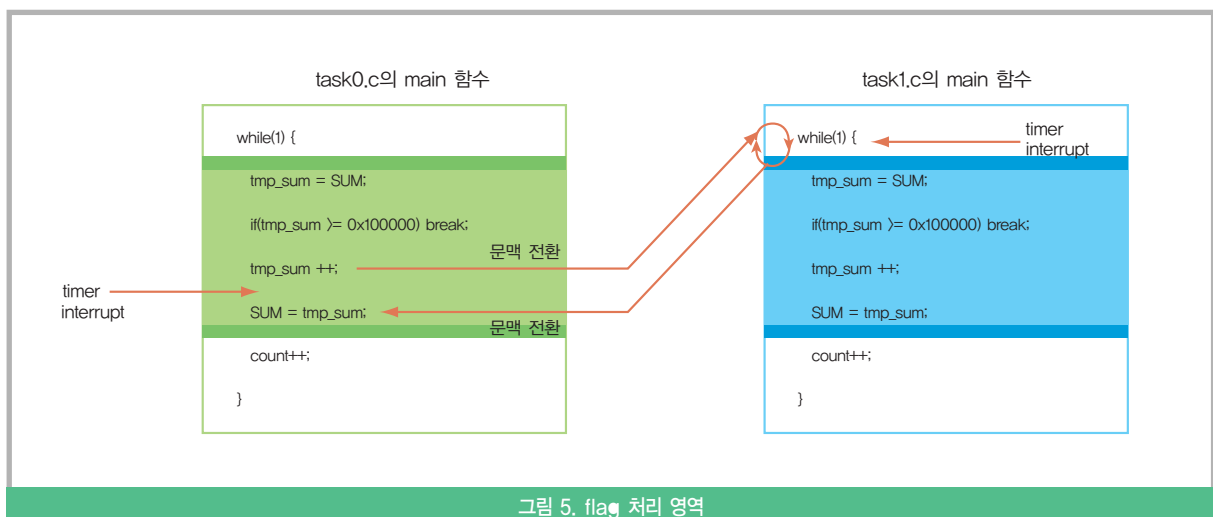 task0.c의 main 함수
while(1) {
tmp_sum = SUM;
if(tmp_sum >= 0x100000) break;
문맥 전환
tmp_sum ++;
timer
interrupt
SUM = tmp_sum;
문맥 전환
count++;
}
task1.c의 main 함수
while(1) {
timer
interrupt
tmp_sum = SUM;
if(tmp_sum >= 0x100000) break;
tmp_sum ++;
SUM = tmp_sum;
count++;
}
그림 5. flag 처리 영역